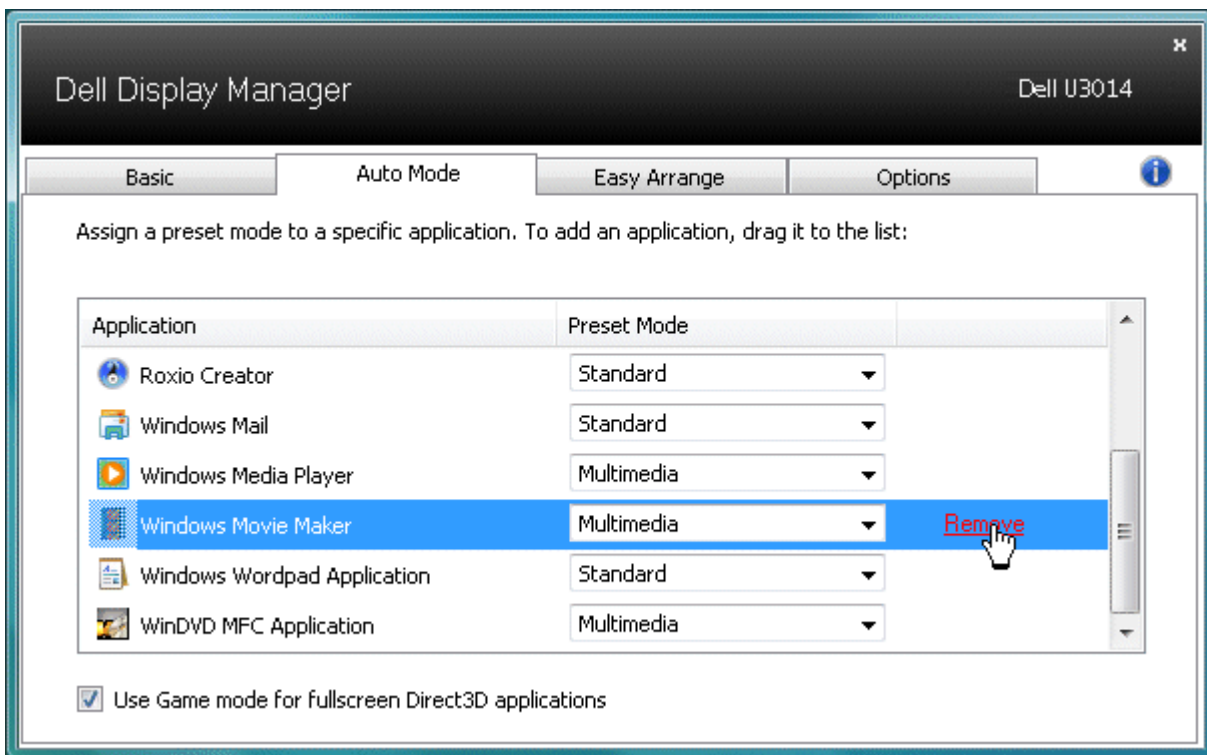 Dell Display Manager
Dell U3014
Basic
Auto Mode
Easy Arrange
Options
Assign a preset mode to a specific application. To add an application, drag it to the list:
Application
Preset Mode
Roxio Creator
Standard
Windows Mail
Standard
Windows Media Player
Multimedia
Windows Movie Maker
Multimedia
Remove
Windows Wordpad Application
Standard
WinDVD MFC Application
Multimedia
Use Game mode for fullscreen Direct3D applications